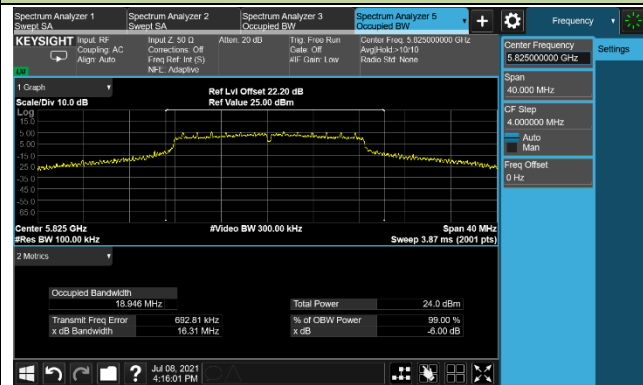 Spectrum Analyzer 1
Swept SA
Spectrum Analyzer 2
Swept SA
Spectrum Analyzer 3
Occupied BW
Spectrum Analyzer 5
Occupied BW
+
Frequency
KEYSIGHT
Input: RF
Coupling: AC
Align: Auto
Input Z: 50 Ω
Corrections: Off
Freq Ref: Int (S)
NFE: Adaptive
Atten: 20 dB
Trig: Free Run
Gate: Off
#IF Gain: Low
Center Freq: 5.825000000 GHz
Avg|Hold:>10/10
Radio Std: None
Center Frequency
5.825000000 GHz
Settings
Span
40.000 MHz
CF Step
4.000000 MHz
Auto
Man
Freq Offset
0 Hz
1 Graph
Scale/Div 10.0 dB
Ref Lvl Offset 22.20 dB
Ref Value 25.00 dBm
Log
15.0
5.00
-5.00
-15.0
-25.0
-35.0
-45.0
-55.0
-65.0
Center 5.825 GHz
#Video BW 300.00 kHz
Span 40 MHz
#Res BW 100.00 kHz
Sweep 3.87 ms (2001 pts)
2 Metrics
Occupied Bandwidth
18.946 MHz
Total Power
24.0 dBm
Transmit Freq Error
692.81 kHz
% of OBW Power
99.00 %
x dB Bandwidth
16.31 MHz
x dB
-6.00 dB
?
Jul 08, 2021
4:16:01 PM